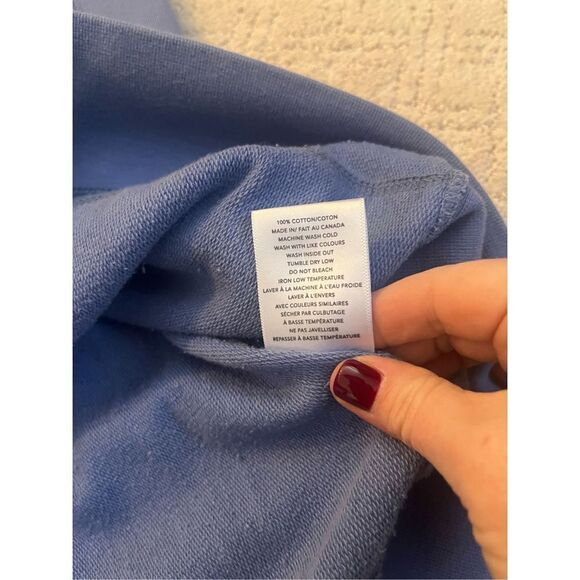 100% COTTON/COTON
MADE IN/ FAIT AU CANADA
MACHINE WASH COLD
WASH WITH LIKE COLOURS
WASH INSIDE OUT
TUMBLE DRY LOW
DO NOT BLEACH
IRON LOW TEMPERATURE
LAVER À LA MACHINE À L'EAU FROIDE
LAVER À L'ENVERS
AVEC COULEURS SIMILAIRES
SÉCHER PAR CULBUTAGE
À BASSE TEMPÉRATURE
NE PAS JAVELLISER
REPASSER À BASSE TEMPÉRATURE